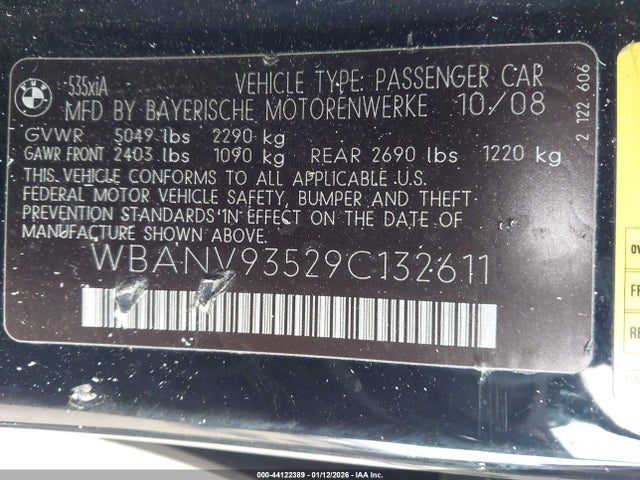 BMW
535xiA
VEHICLE TYPE: PASSENGER CAR
MFD BY BAYERISCHE MOTORENWERKE 10/08
GVWR 5049 lbs 2290 kg
GAWR FRONT 2403 lbs 1090 kg REAR 2690 lbs 1220 kg
THIS VEHICLE CONFORMS TO ALL APPLICABLE U.S.
FEDERAL MOTOR VEHICLE SAFETY, BUMPER AND THEFT
PREVENTION STANDARDS IN EFFECT ON THE DATE OF
MANUFACTURE SHOWN ABOVE.
WBANV93529C132611
2 122 606
000-44122389 - 01/12/2026 - IAA Inc.